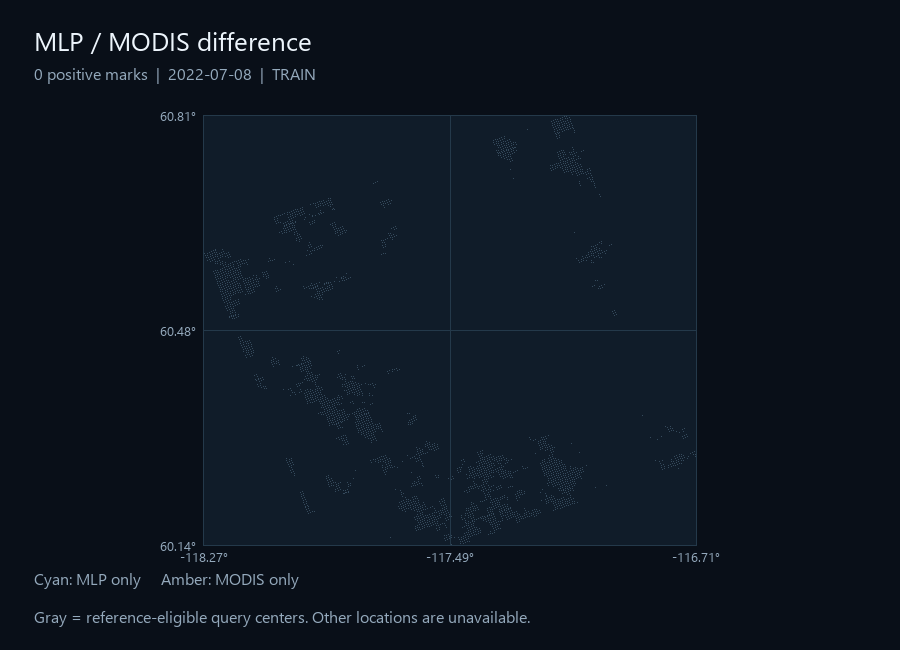 MLP / MODIS difference
0 positive marks | 2022-07-08 | TRAIN
60.81°
60.48°
60.14°
-118.27° -117.49° -116.71°
Cyan: MLP only Amber: MODIS only
Gray = reference-eligible query centers. Other locations are unavailable.